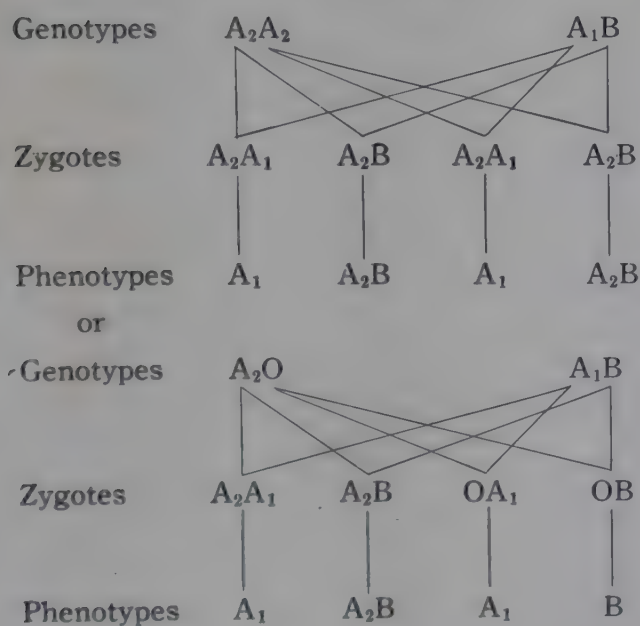 Genotypes A₂A₂ A₁B
Zygotes A₂A₁ A₂B A₂A₁ A₂B
Phenotypes A₁ A₂B A₁ A₂B
or
Genotypes A₂O A₁B
Zygotes A₂A₁ A₂B OA₁ OB
Phenotypes A₁ A₂B A₁ B